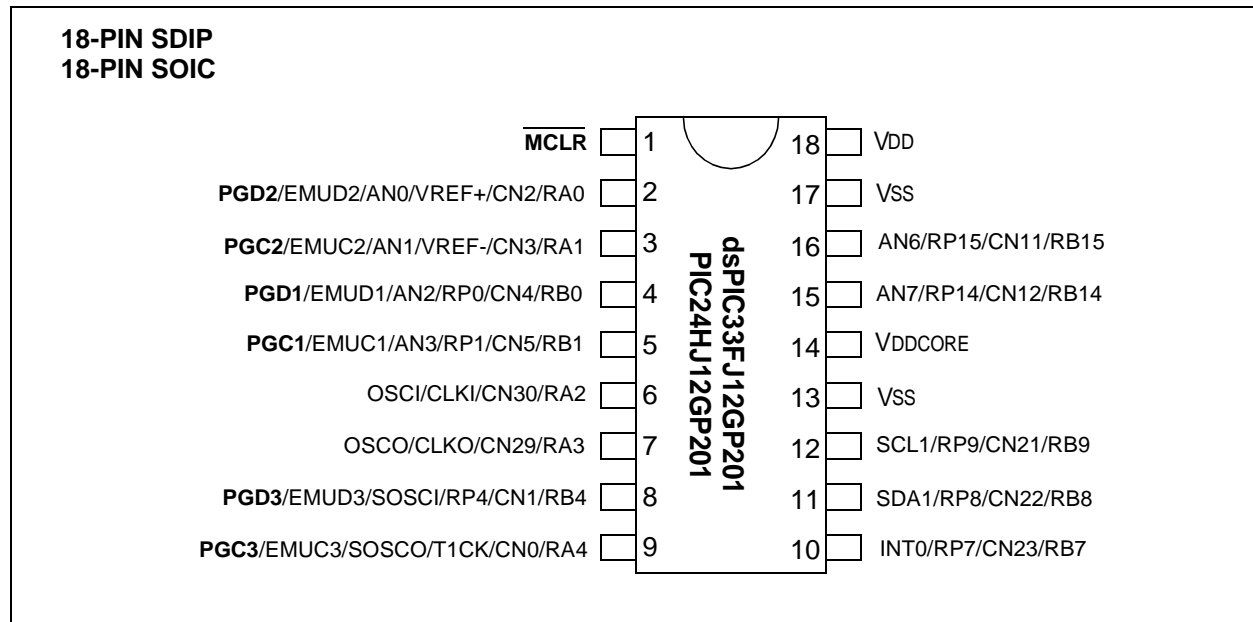 18-PIN SDIP
18-PIN SOIC
MCLR 1
18 VDD
PGD2/EMUD2/AN0/VREF+/CN2/RA0 2
17 VSS
PGC2/EMUC2/AN1/VREF-/CN3/RA1 3
16 AN6/RP15/CN11/RB15
PGD1/EMUD1/AN2/RP0/CN4/RB0 4
15 AN7/RP14/CN12/RB14
PGC1/EMUC1/AN3/RP1/CN5/RB1 5
14 VDDCORE
OSCI/CLKI/CN30/RA2 6
13 VSS
OSCO/CLKO/CN29/RA3 7
12 SCL1/RP9/CN21/RB9
PGD3/EMUD3/SOSCI/RP4/CN1/RB4 8
11 SDA1/RP8/CN22/RB8
PGC3/EMUC3/SOSCO/T1CK/CN0/RA4 9
10 INT0/RP7/CN23/RB7
dsPIC33FJ12GP201
PIC24HJ12GP201